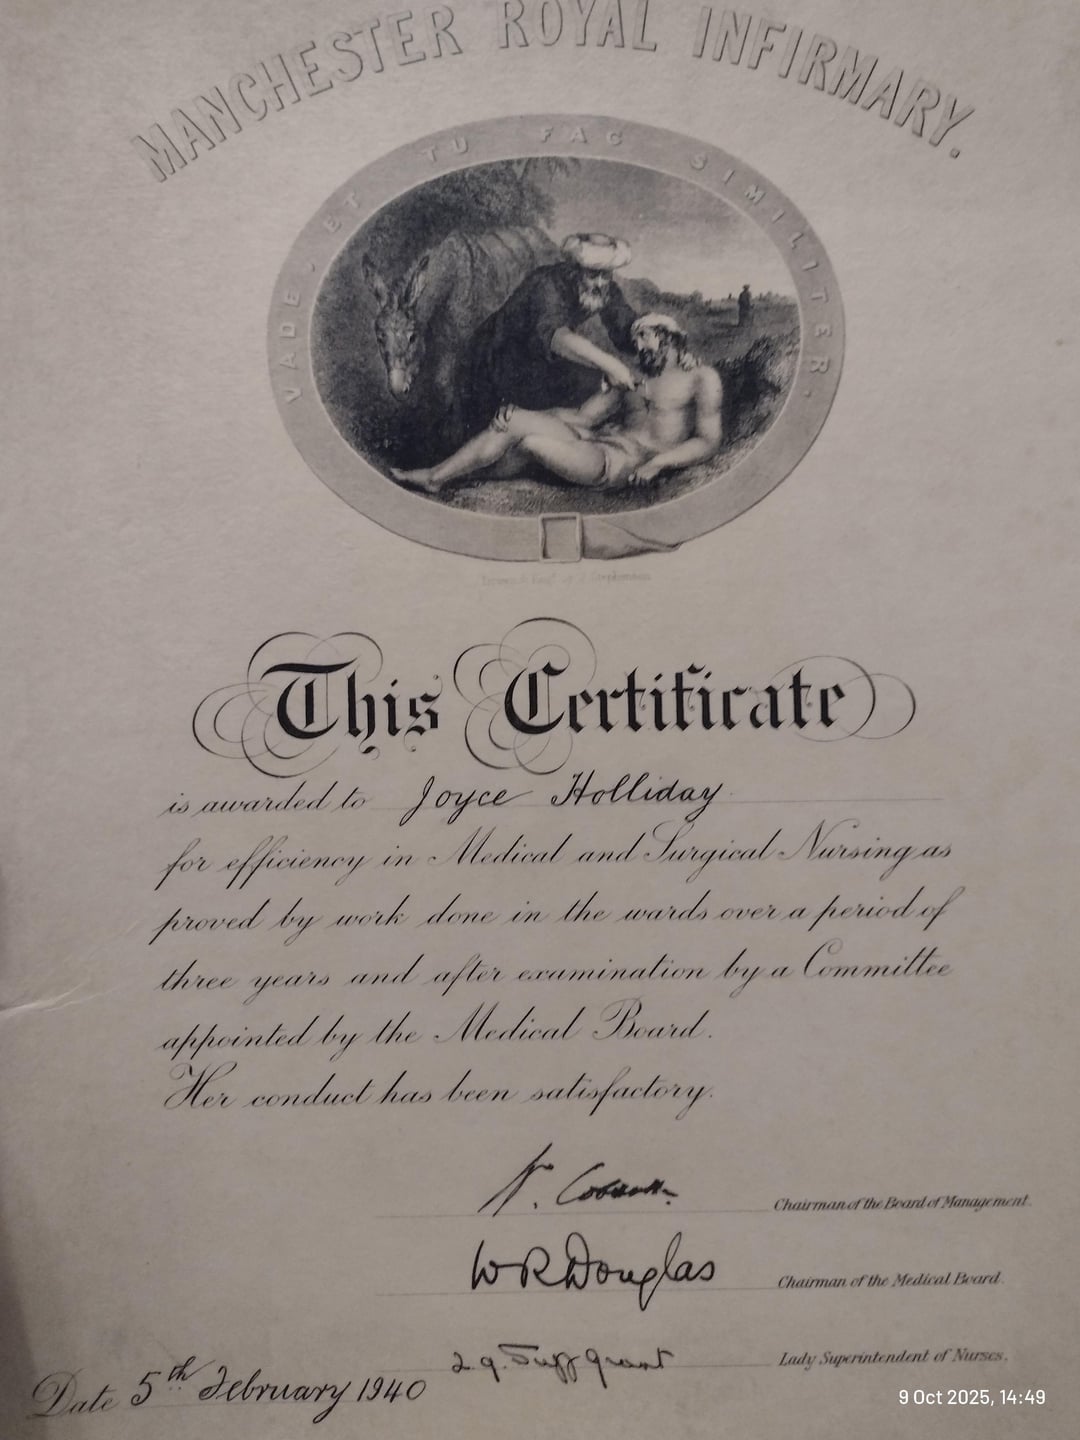 MANCHESTER ROYAL INFIRMARY.
VADE, ET TU FAC SIMILITER.
This Certificate
is awarded to Joyce Holliday
for efficiency in Medical and Surgical Nursing as
proved by work done in the wards over a period of
three years and after examination by a Committee
appointed by the Medical Board.
Her conduct has been satisfactory.
Chairman of the Board of Management.
W R Douglas Chairman of the Medical Board.
Lady Superintendent of Nurses.
Date 5th February 1940
9 Oct 2025, 14:49